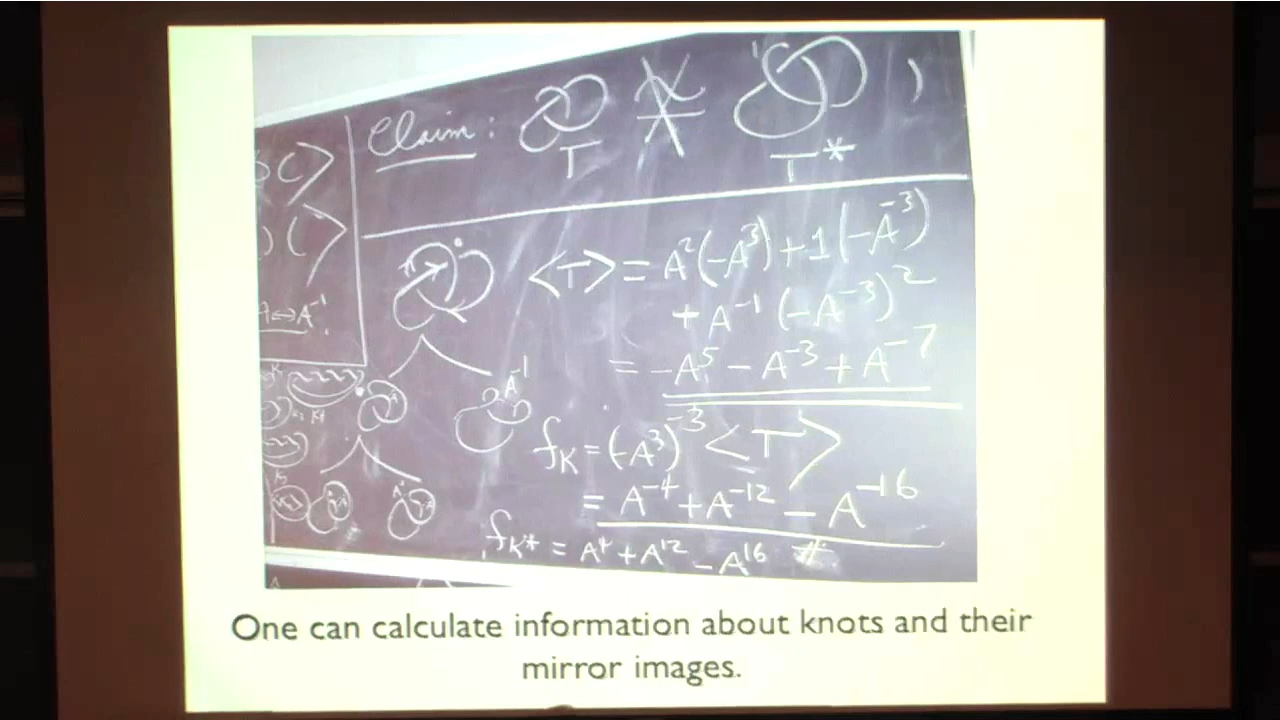 Claim:
T T*
<T> = A²(-A³) + 1(-A⁻³)
+ A⁻¹ (-A⁻³)²
= -A⁵ - A⁻³ + A⁻⁷
A↔A⁻¹
A⁻¹
f_K = (-A³)⁻³ <T>
= A⁻⁴ + A⁻¹² - A⁻¹⁶
f_K* = A⁴ + A¹² - A¹⁶
One can calculate information about knots and their
mirror images.